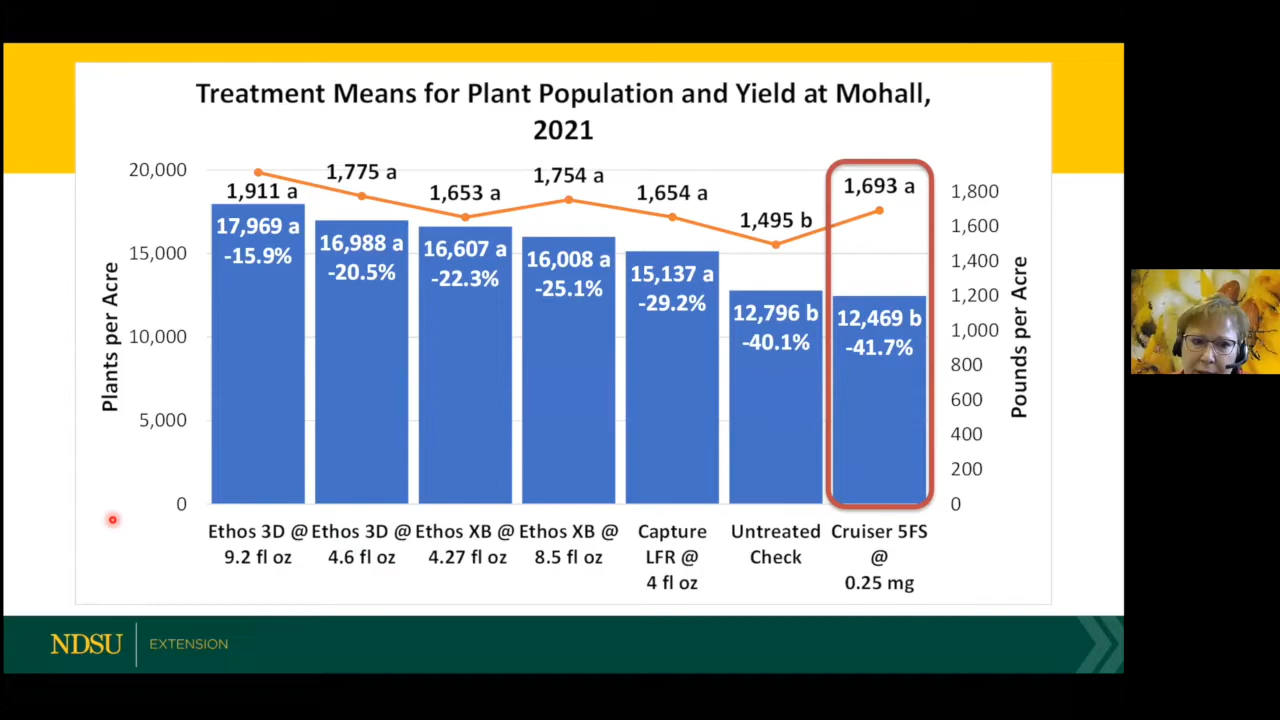 Treatment Means for Plant Population and Yield at Mohall,
2021
20,000
15,000
10,000
5,000
0
Plants per Acre
1,911 a
1,775 a
1,653 a
1,754 a
1,654 a
1,495 b
1,693 a
17,969 a
-15.9%
16,988 a
-20.5%
16,607 a
-22.3%
16,008 a
-25.1%
15,137 a
-29.2%
12,796 b
-40.1%
12,469 b
-41.7%
1,800
1,600
1,400
1,200
1,000
800
600
400
200
0
Pounds per Acre
Ethos 3D @
9.2 fl oz
Ethos 3D @
4.6 fl oz
Ethos XB @
4.27 fl oz
Ethos XB @
8.5 fl oz
Capture
LFR @
4 fl oz
Untreated
Check
Cruiser 5FS
@
0.25 mg
NDSU
EXTENSION